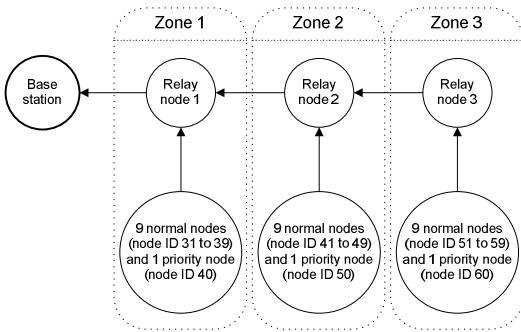 Zone 1
Zone 2
Zone 3
Base
station
Relay
node 1
Relay
node 2
Relay
node 3
9 normal nodes
(node ID 31 to 39)
and 1 priority node
(node ID 40)
9 normal nodes
(node ID 41 to 49)
and 1 priority node
(node ID 50)
9 normal nodes
(node ID 51 to 59)
and 1 priority node
(node ID 60)